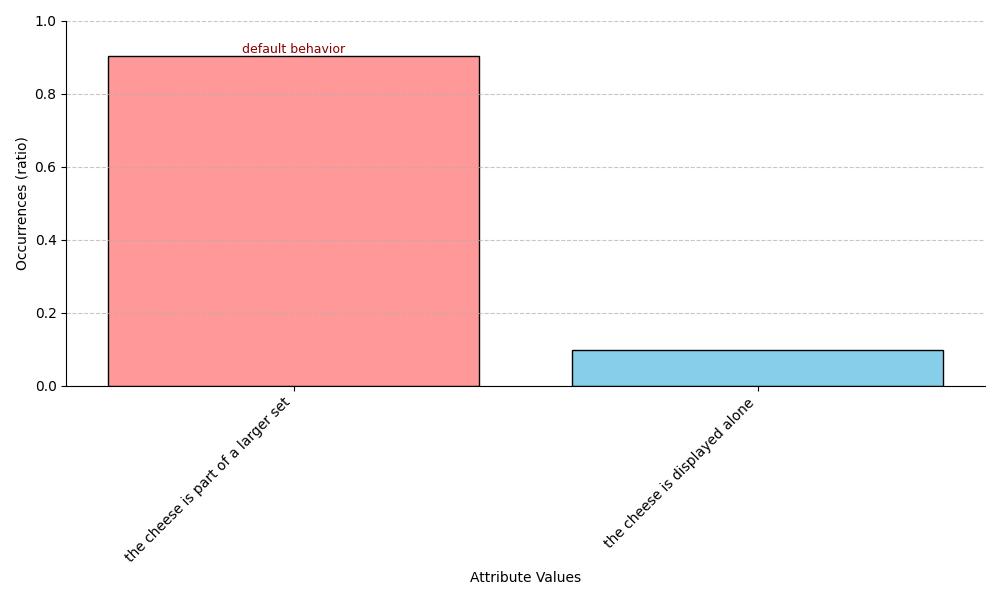 default behavior
1.0
0.8
0.6
0.4
0.2
0.0
Occurrences (ratio)
the cheese is part of a larger set
the cheese is displayed alone
Attribute Values